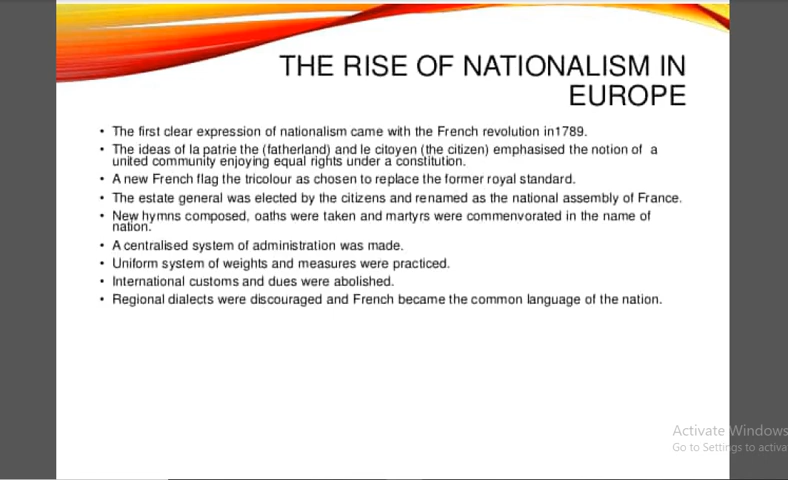 THE RISE OF NATIONALISM IN
EUROPE
• The first clear expression of nationalism came with the French revolution in1789.
• The ideas of la patrie the (fatherland) and le citoyen (the citizen) emphasised the notion of a
united community enjoying equal rights under a constitution.
• A new French flag the tricolour as chosen to replace the former royal standard.
• The estate general was elected by the citizens and renamed as the national assembly of France.
• New hymns composed, oaths were taken and martyrs were commenvorated in the name of
nation.
• A centralised system of administration was made.
• Uniform system of weights and measures were practiced.
• International customs and dues were abolished.
• Regional dialects were discouraged and French became the common language of the nation.
Activate Windows
Go to Settings to activa